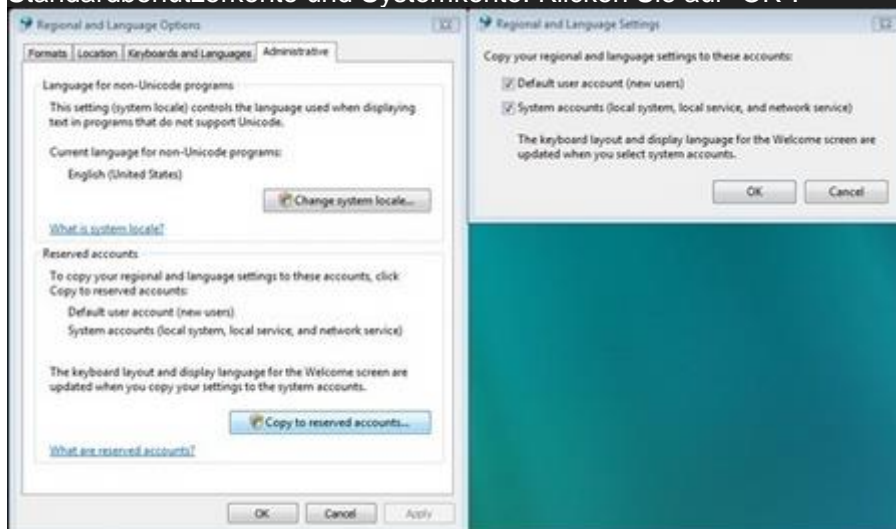 Standardbenutzerkonto und Systemkonto. Klicken Sie auf "OK".
Regional and Language Options
Formats Location Keyboards and Languages Administrative
Language for non-Unicode programs
This setting (system locale) controls the language used when displaying
text in programs that do not support Unicode.
Current language for non-Unicode programs:
English (United States)
Change system locale...
What is system locale?
Reserved accounts
To copy your regional and language settings to these accounts, click
Copy to reserved accounts:
Default user account (new users)
System accounts (local system, local service, and network service)
The keyboard layout and display language for the Welcome screen are
updated when you copy your settings to the system accounts.
Copy to reserved accounts...
What are reserved accounts?
OK Cancel Apply
Regional and Language Settings
Copy your regional and language settings to these accounts:
Default user account (new users)
System accounts (local system, local service, and network service)
The keyboard layout and display language for the Welcome screen are
updated when you select system accounts.
OK Cancel